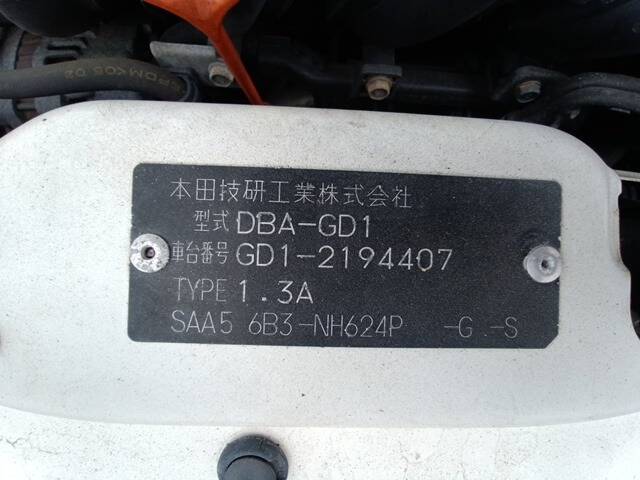 本田技研工業株式会社
型式 DBA-GD1
車台番号 GD1-2194407
TYPE 1.3A
SAA5 6B3-NH624P -G -S